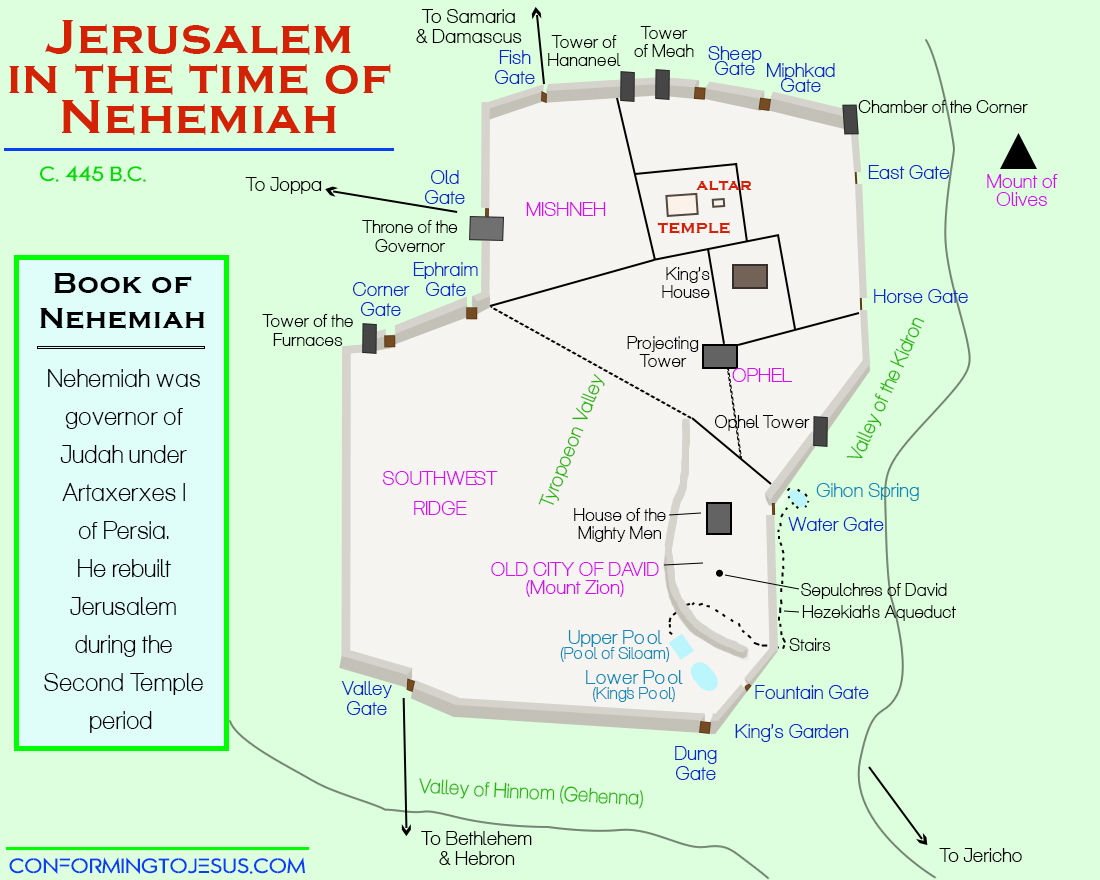 JERUSALEM
IN THE TIME OF
NEHEMIAH
C. 445 B.C.
To Samaria
& Damascus
Fish
Gate
Tower of
Hananeel
Tower
of Meah
Sheep
Gate
Miphkad
Gate
Chamber of the Corner
East Gate
Mount of
Olives
To Joppa
Old
Gate
Throne of the
Governor
MISHNEH
ALTAR
TEMPLE
Ephraim
Gate
Corner
Gate
Tower of the
Furnaces
King's
House
Horse Gate
Projecting
Tower
OPHEL
Valley of the Kidron
Ophel Tower
Tyropoeon Valley
SOUTHWEST
RIDGE
Gihon Spring
Water Gate
House of the
Mighty Men
OLD CITY OF DAVID
(Mount Zion)
Sepulchres of David
Hezekiah's Aqueduct
Stairs
Upper Pool
(Pool of Siloam)
Lower Pool
(King's Pool)
Fountain Gate
King's Garden
Valley
Gate
Dung
Gate
Valley of Hinnom (Gehenna)
To Bethlehem
& Hebron
To Jericho
BOOK OF
NEHEMIAH
Nehemiah was
governor of
Judah under
Artaxerxes I
of Persia.
He rebuilt
Jerusalem
during the
Second Temple
period
CONFORMINGTOJESUS.COM